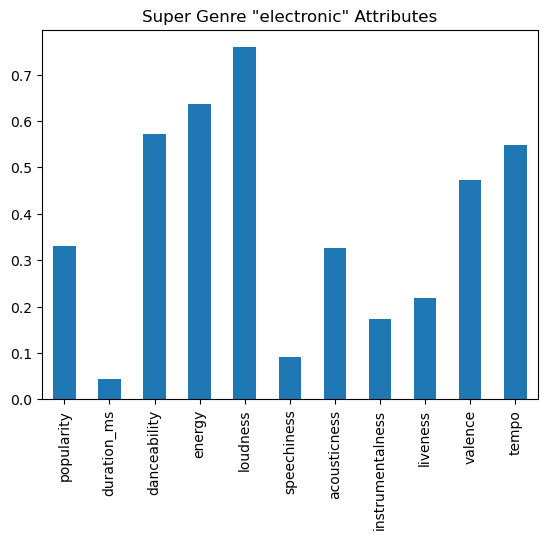 Super Genre "electronic" Attributes
0.7
0.6
0.5
0.4
0.3
0.2
0.1
0.0
popularity
duration_ms
danceability
energy
loudness
speechiness
acousticness
instrumentalness
liveness
valence
tempo